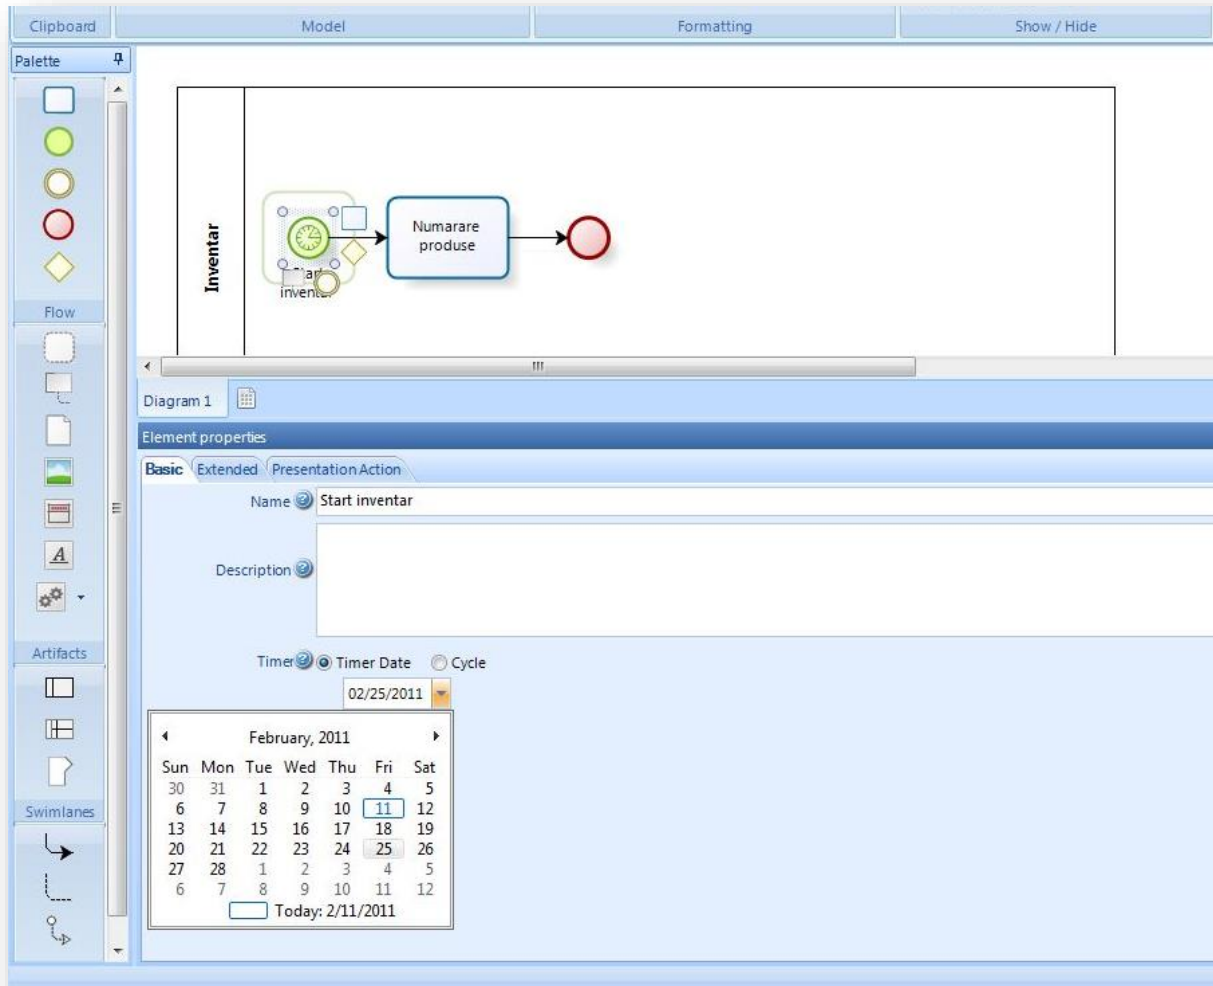 Clipboard Model Formatting Show / Hide
Palette
Numarare
produse
Inventar
Start
inventar
Flow
Diagram 1
Element properties
Basic Extended Presentation Action
Name Start inventar
Description
Timer Timer Date Cycle
02/25/2011
Artifacts
February, 2011
Sun Mon Tue Wed Thu Fri Sat
30 31 1 2 3 4 5
6 7 8 9 10 11 12
13 14 15 16 17 18 19
20 21 22 23 24 25 26
27 28 1 2 3 4 5
6 7 8 9 10 11 12
Today: 2/11/2011
Swimlanes